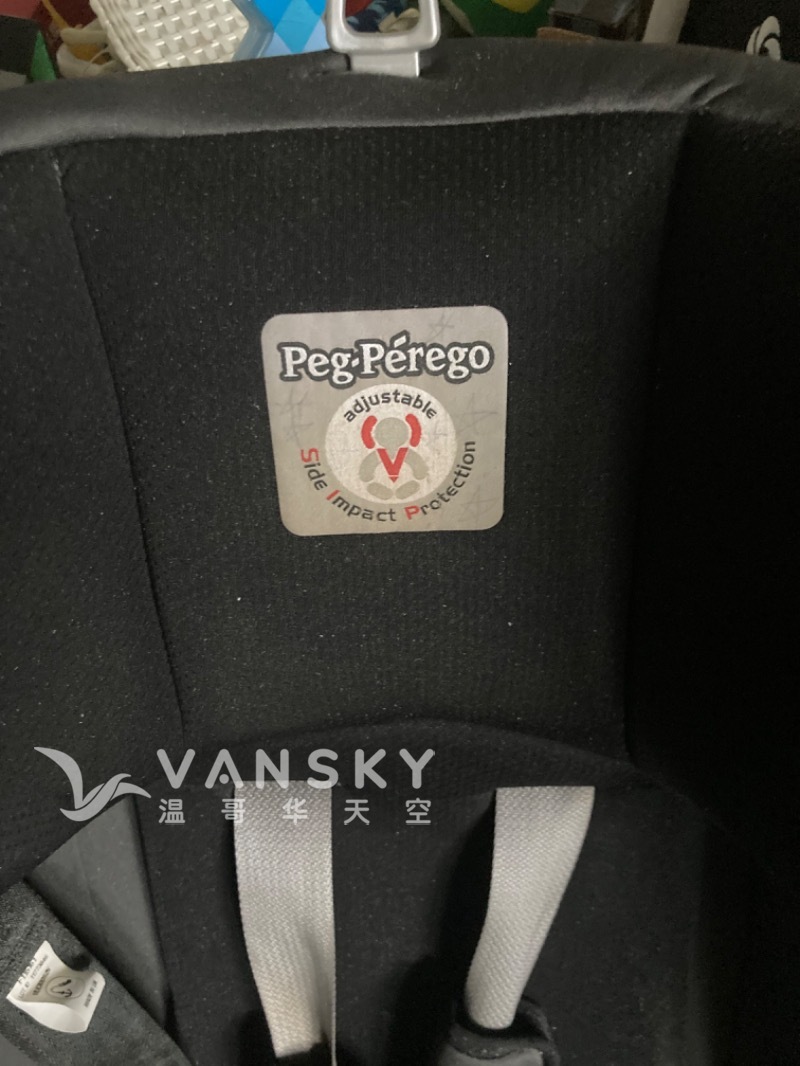 Peg-Pérego
adjustable
Side Impact Protection
VANSKY
温哥华天空